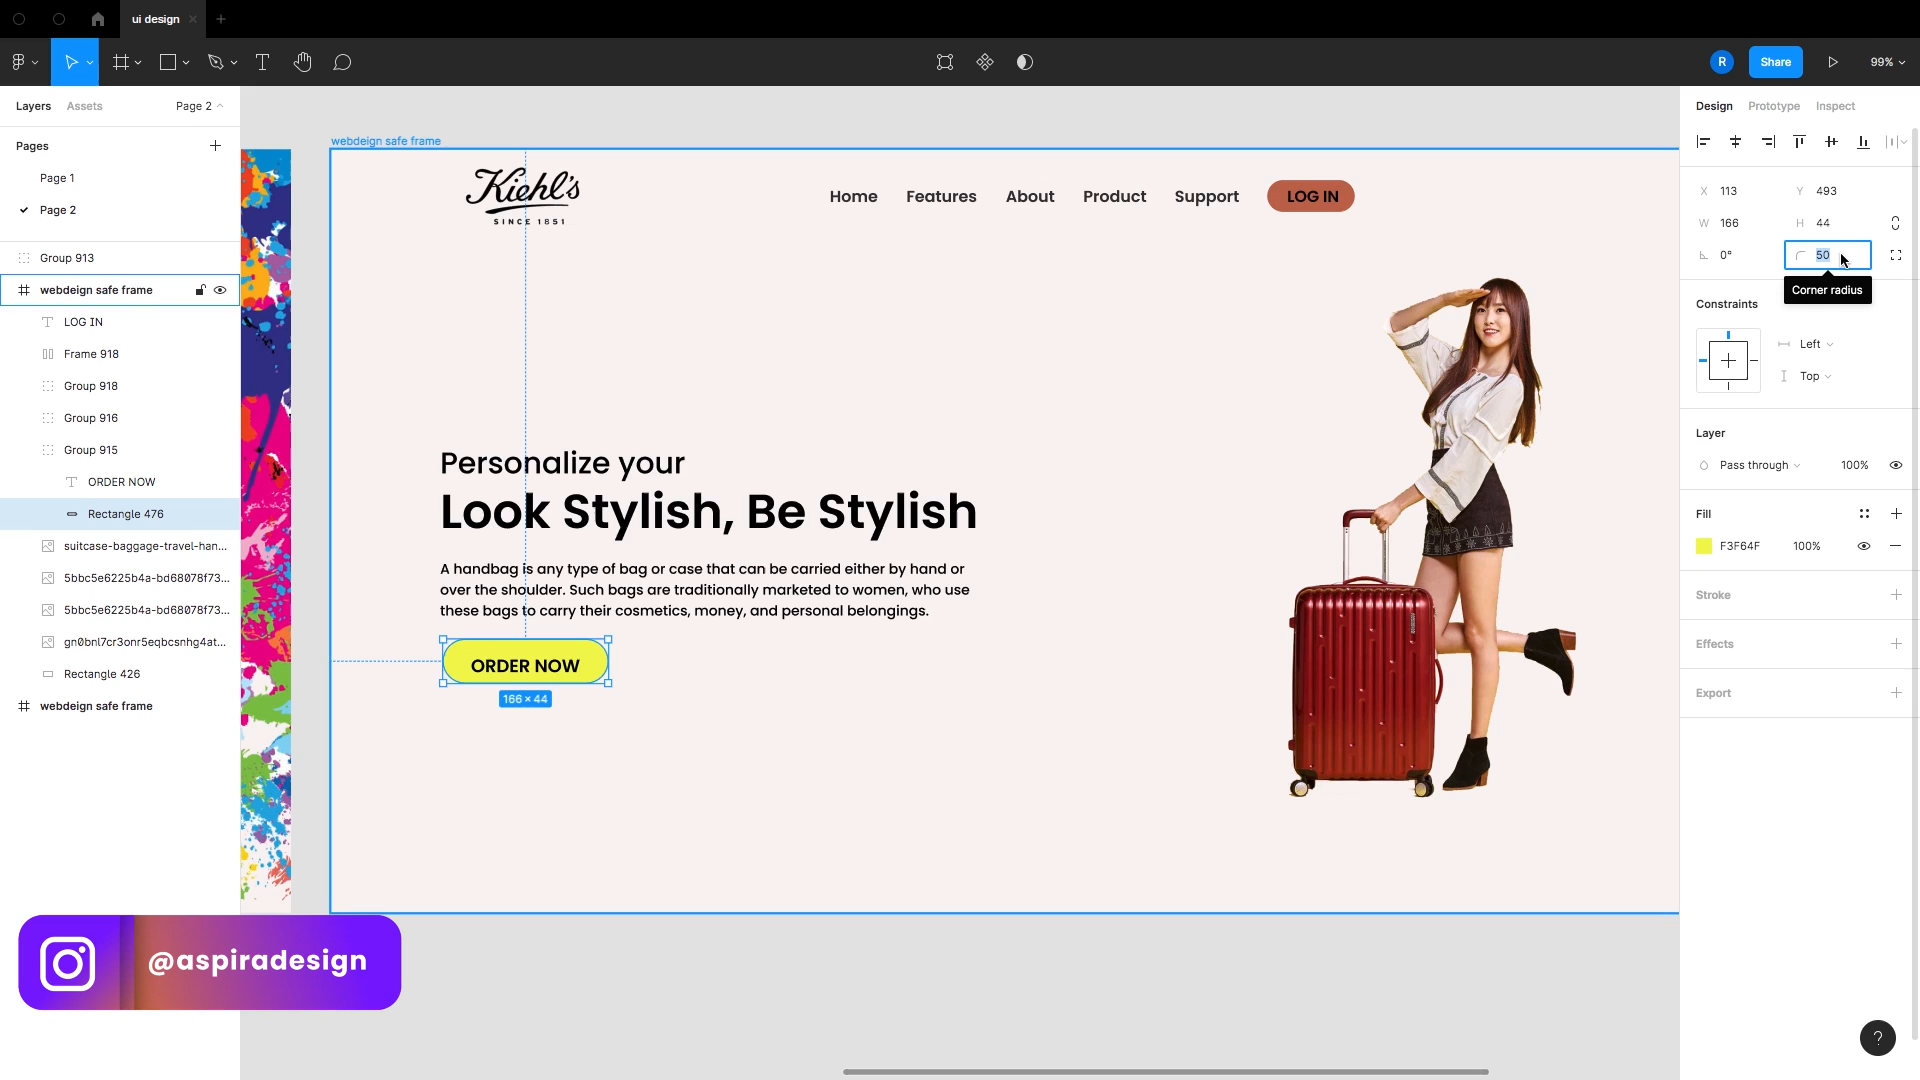 ui design
R
Share
99%
Layers
Assets
Page 2
Pages
Page 1
Page 2
Group 913
webdeign safe frame
LOG IN
Frame 918
Group 918
Group 916
Group 915
ORDER NOW
Rectangle 476
suitcase-baggage-travel-han...
5bbc5e6225b4a-bd68078f73...
5bbc5e6225b4a-bd68078f73...
gn0bnl7cr3onr5eqbcsnhg4at...
Rectangle 426
webdeign safe frame
webdeign safe frame
Kiehl's
SINCE 1851
Home
Features
About
Product
Support
LOG IN
Personalize your
Look Stylish, Be Stylish
A handbag is any type of bag or case that can be carried either by hand or
over the shoulder. Such bags are traditionally marketed to women, who use
these bags to carry their cosmetics, money, and personal belongings.
ORDER NOW
166 × 44
@aspiradesign
Design
Prototype
Inspect
X 113
Y 493
W 166
H 44
0°
50
Corner radius
Constraints
Left
Top
Layer
Pass through
100%
Fill
F3F64F
100%
Stroke
Effects
Export
?